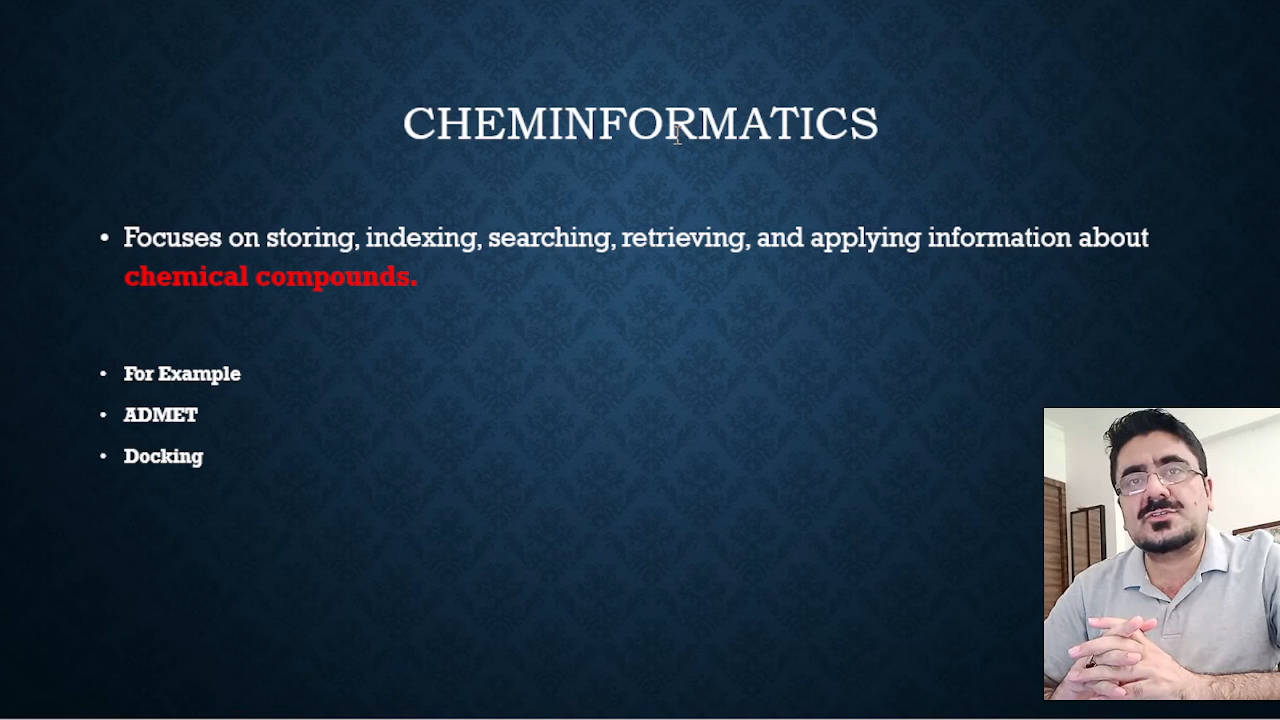 CHEMINFORMATICS
• Focuses on storing, indexing, searching, retrieving, and applying information about
chemical compounds.
• For Example
• ADMET
• Docking